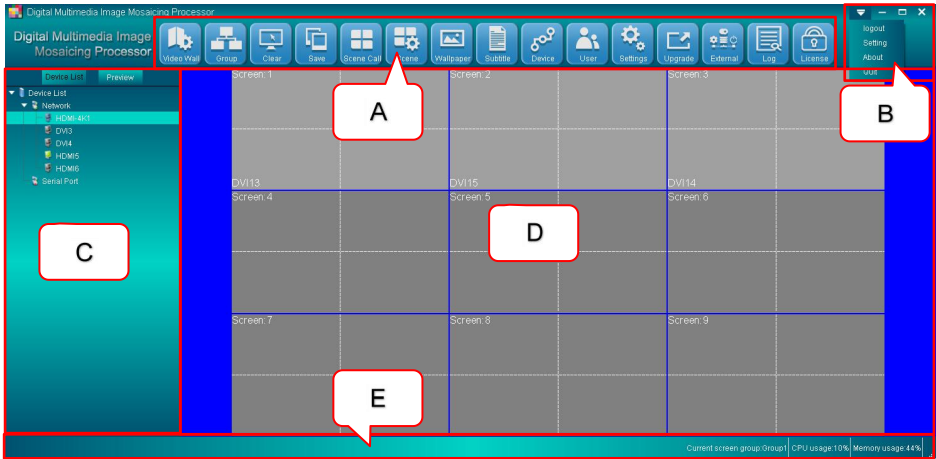 Digital Multimedia Image Mosaicing Processor
Digital Multimedia Image
Mosaicing Processor
Video Wall Group Clear Save Scene Call Scene Wallpaper Subtitle Device User Settings Upgrade External Log License
logout
Setting
About
Quit
A
B
Device List Preview
Device List
Network
HDMI-4K1
DVI3
DVI4
HDMI5
HDMI6
Serial Port
C
Screen: 1 Screen: 2 Screen: 3
DVI13 DVI15 DVI14
Screen: 4 Screen: 5 Screen: 6
D
Screen: 7 Screen: 8 Screen: 9
E
Current screen group:Group1 CPU usage:10% Memory usage:44%